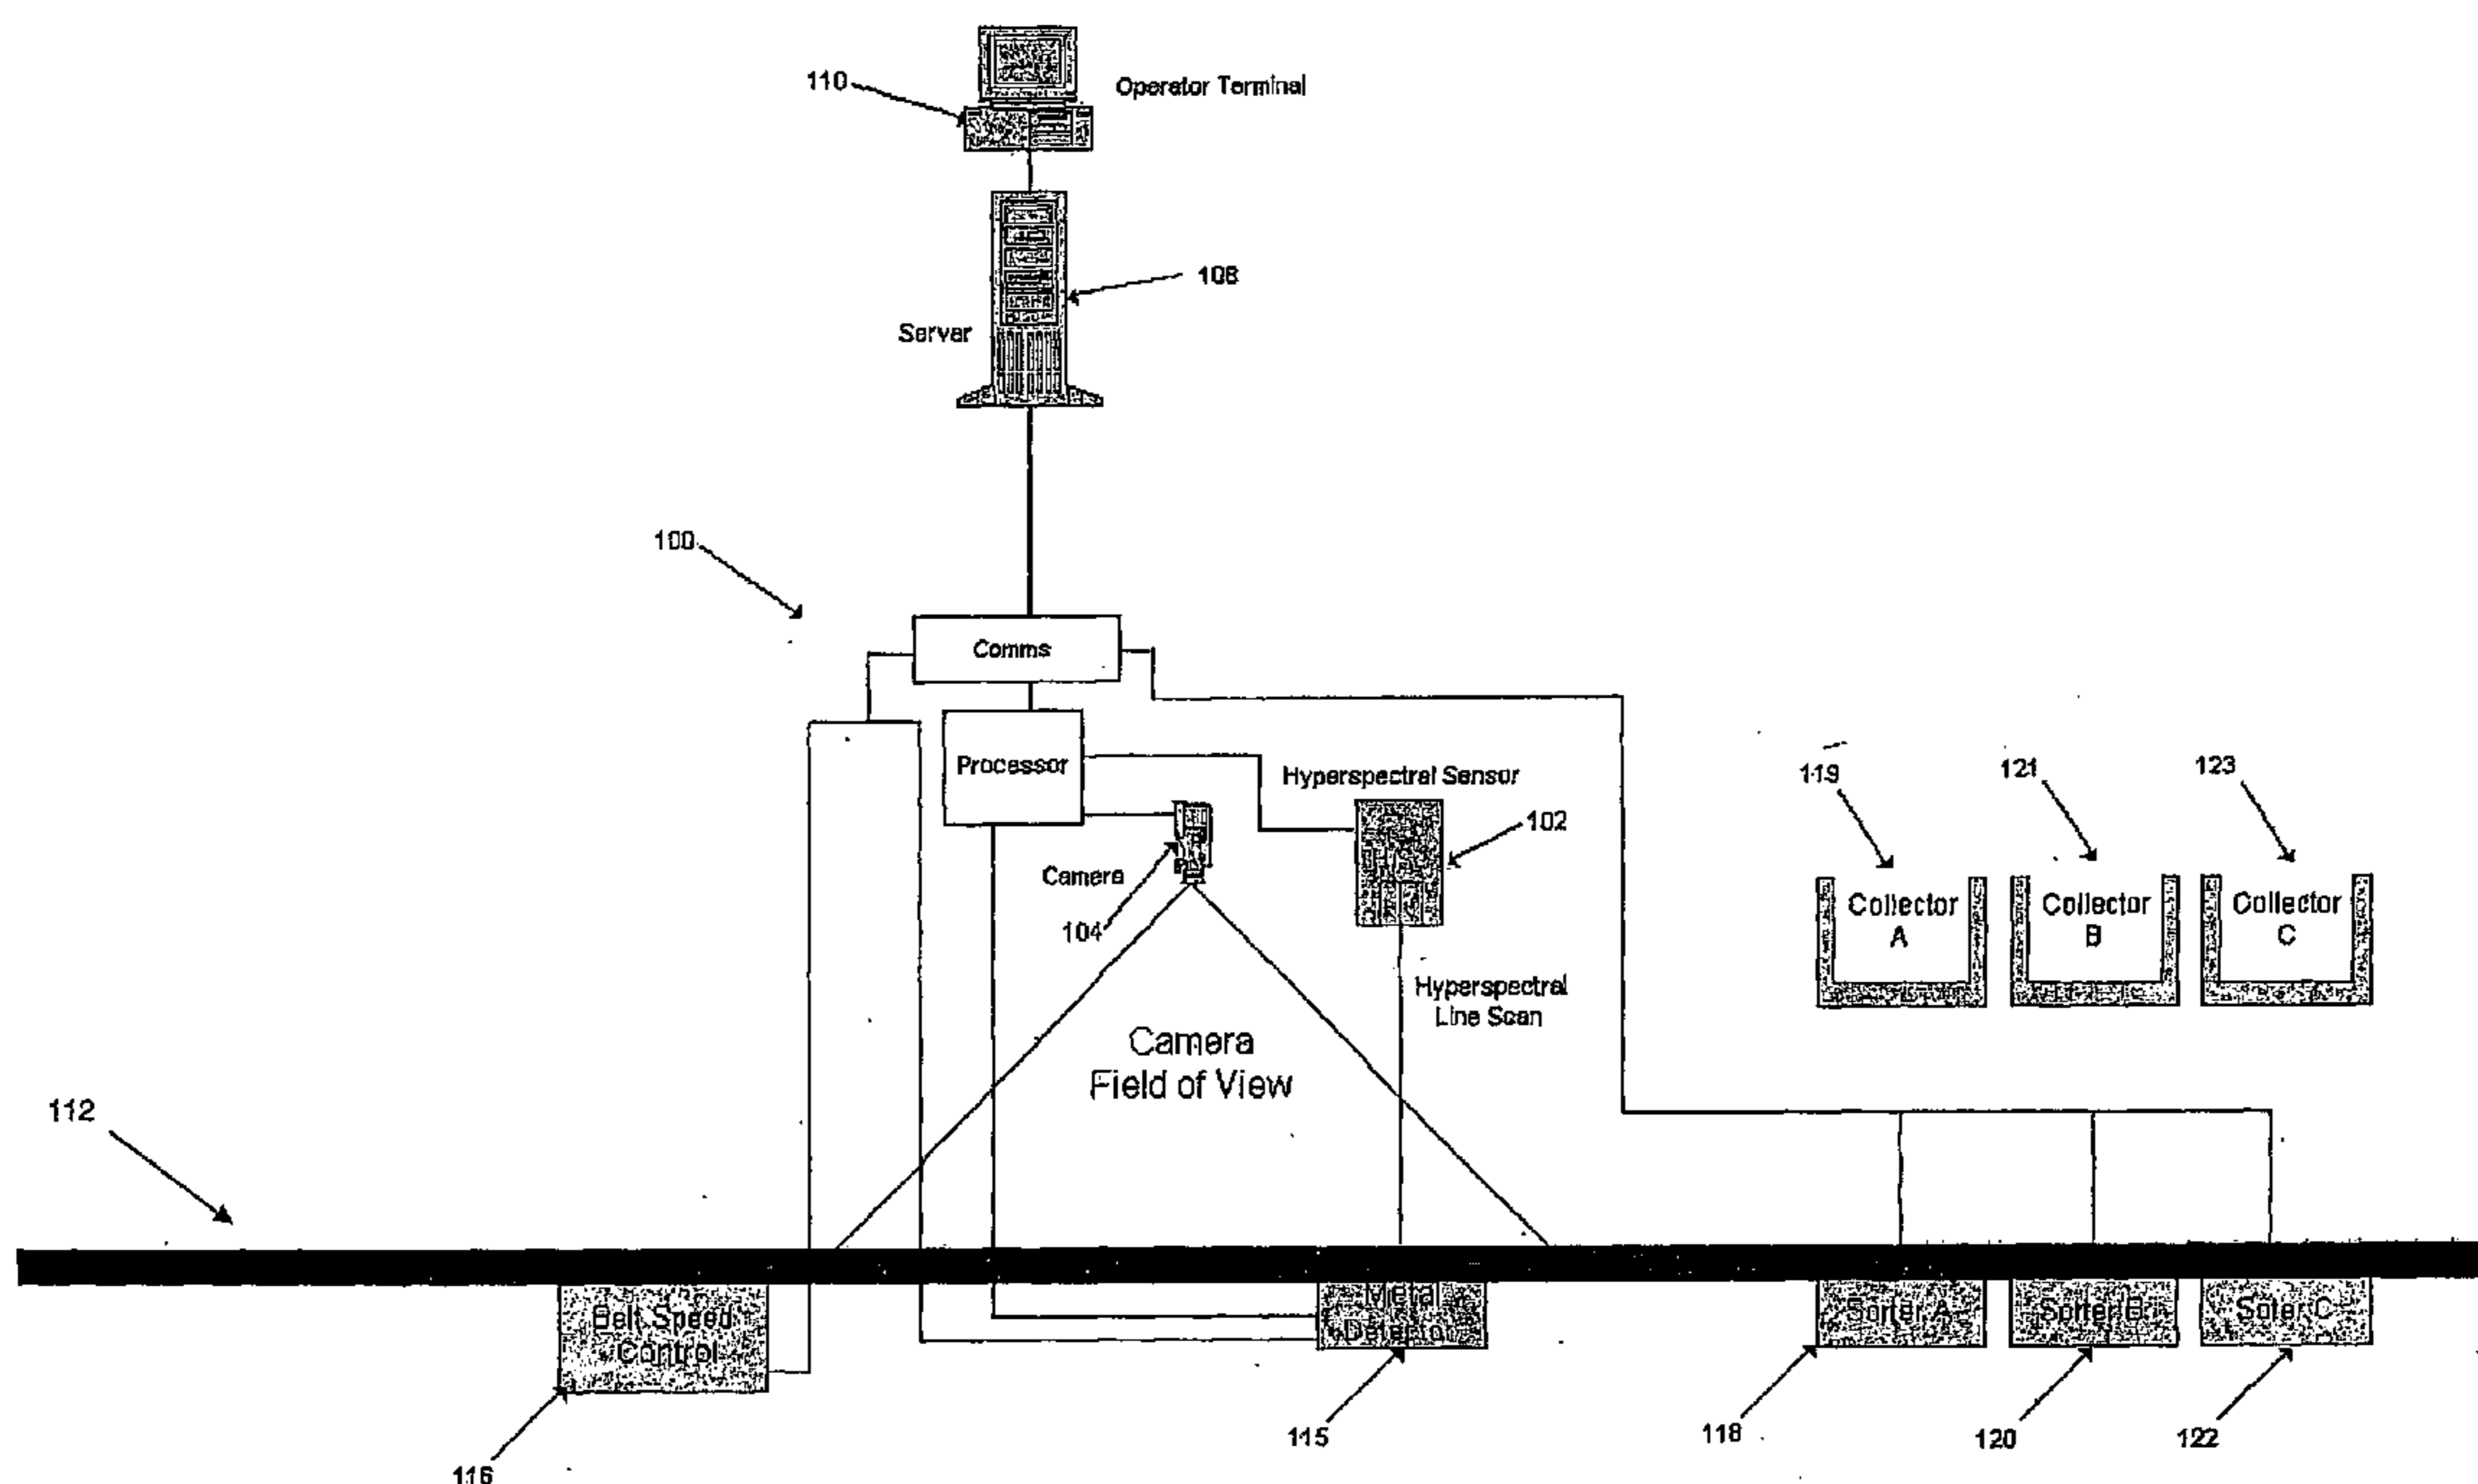 110
Operator Terminal
108
Server
100
Comms
Processor
Hyperspectral Sensor
102
Camera
104
119
121
123
Collector
A
Collector
B
Collector
C
Hyperspectral
Line Scan
Camera
Field of View
112
Belt Speed
Control
Metal
Detector
Sorter A
Sorter B
Soter C
116
115
118
120
122